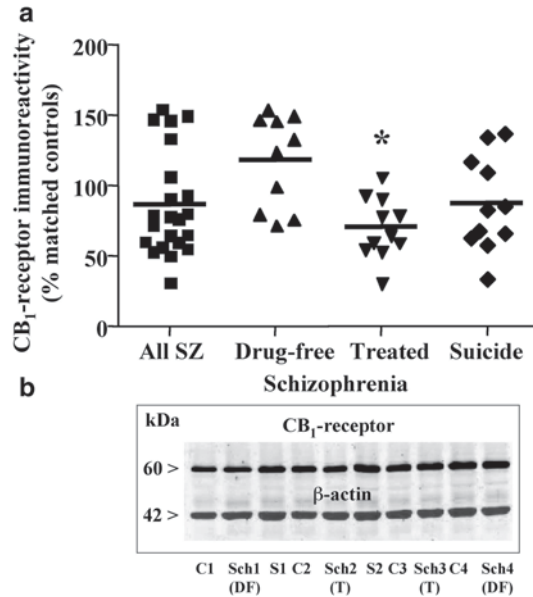 a
CB₁-receptor immunoreactivity
(% matched controls)
200
150
100
50
0
*
All SZ Drug-free Treated Suicide
Schizophrenia
b
kDa
CB₁-receptor
60 >
β-actin
42 >
C1 Sch1 S1 C2 Sch2 S2 C3 Sch3 C4 Sch4
(DF) (T) (T) (DF)